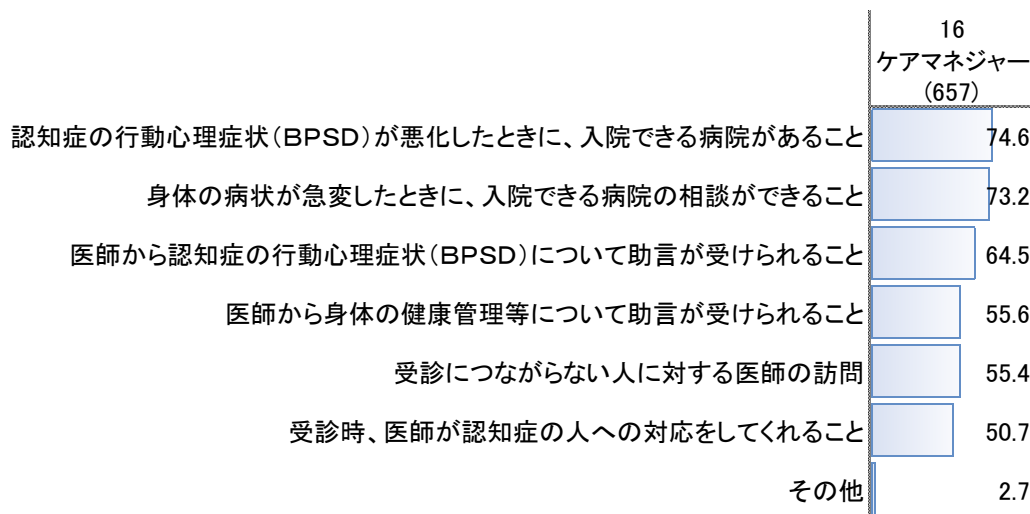 16
ケアマネジャー
(657)
認知症の行動心理症状（BPSD）が悪化したときに、入院できる病院があること 74.6
身体の病状が急変したときに、入院できる病院の相談ができること 73.2
医師から認知症の行動心理症状（BPSD）について助言が受けられること 64.5
医師から身体の健康管理等について助言が受けられること 55.6
受診につながらない人に対する医師の訪問 55.4
受診時、医師が認知症の人への対応をしてくれること 50.7
その他 2.7